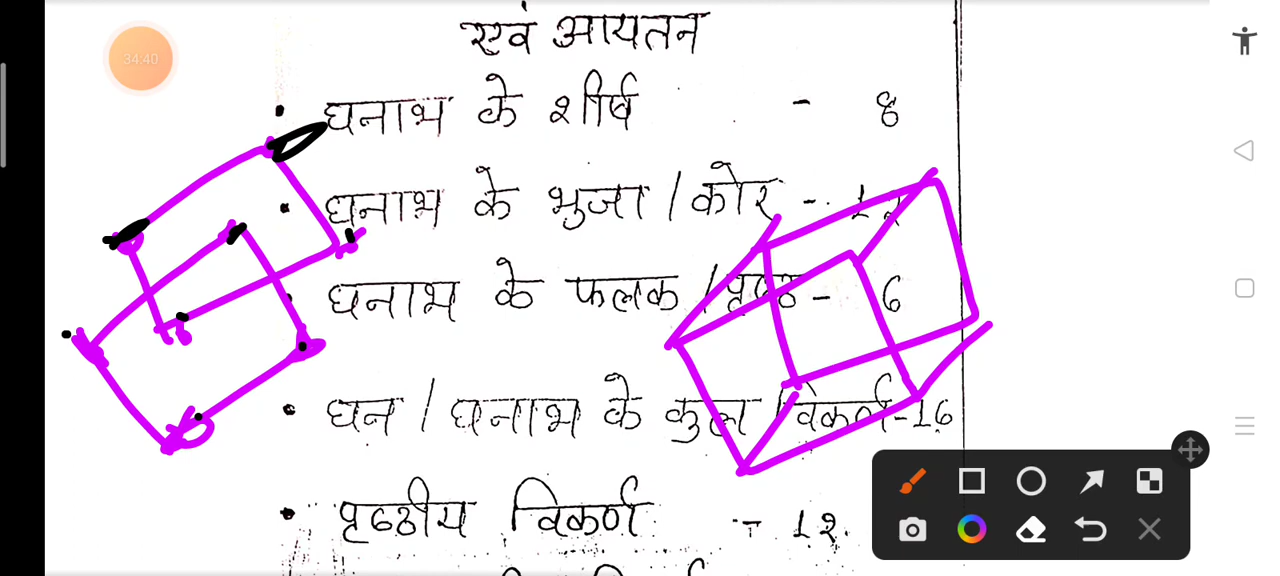 34:40
एवं आयतन
• घनाभ के शीर्ष - 8
• घनाभ के भुजा / कोर - 12
• घनाभ के फलक / पृष्ठ - 6
• घन / घनाभ के कुल / विकर्ण - 16
• पृष्ठीय विकर्ण - 12.